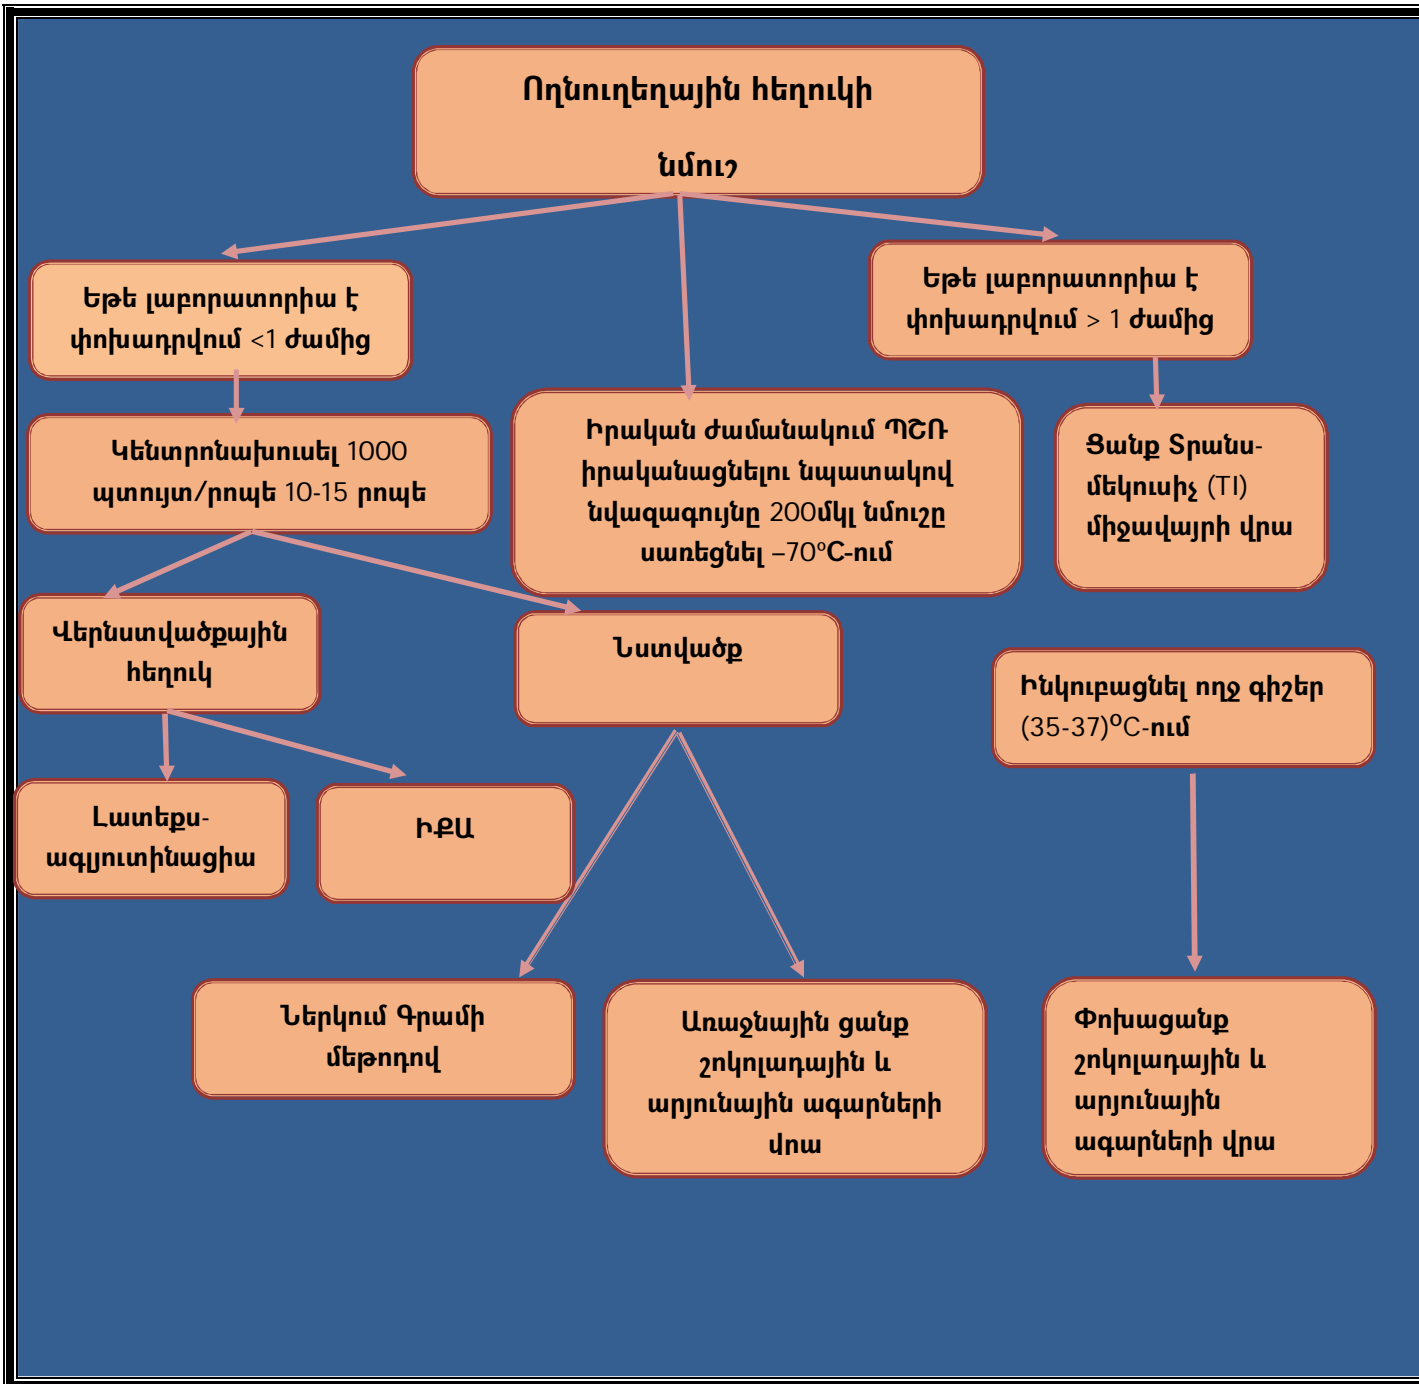 Ողնուղեղային հեղուկի
նմուշ
Եթե լաբորատորիա է
փոխադրվում <1 ժամից
Եթե լաբորատորիա է
փոխադրվում > 1 ժամից
Կենտրոնախուսել 1000
պտույտ/րոպե 10-15 րոպե
Իրական ժամանակում ՊՇՌ
իրականացնելու նպատակով
նվազագույնը 200մկլ նմուշը
սառեցնել –70ºC-ում
Ցանք Տրանս-
մեկուսիչ (TI)
միջավայրի վրա
Վերնստվածքային
հեղուկ
Նստվածք
Ինկուբացնել ողջ գիշեր
(35-37)⁰C-ում
Լատեքս-
ագլյուտինացիա
ԻՔԱ
Ներկում Գրամի
մեթոդով
Առաջնային ցանք
շոկոլադային և
արյունային ագարների
վրա
Փոխացանք
շոկոլադային և
արյունային
ագարների վրա